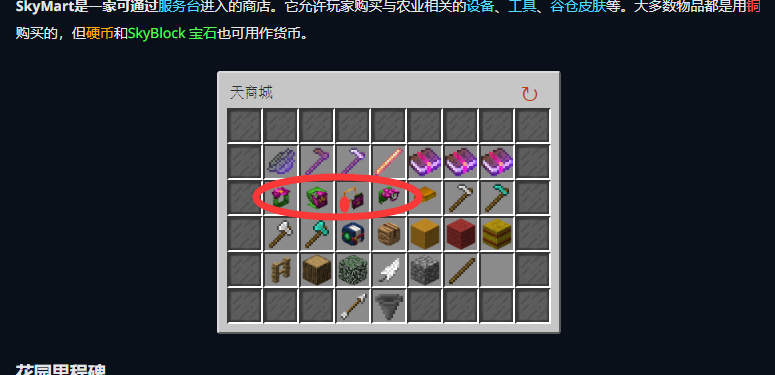 SkyMart是一家可通过服务台进入的商店。它允许玩家购买与农业相关的设备、工具、谷仓皮肤等。大多数物品都是用铜
购买的，但硬币和SkyBlock 宝石也可用作货币。
天商城
花园里程碑